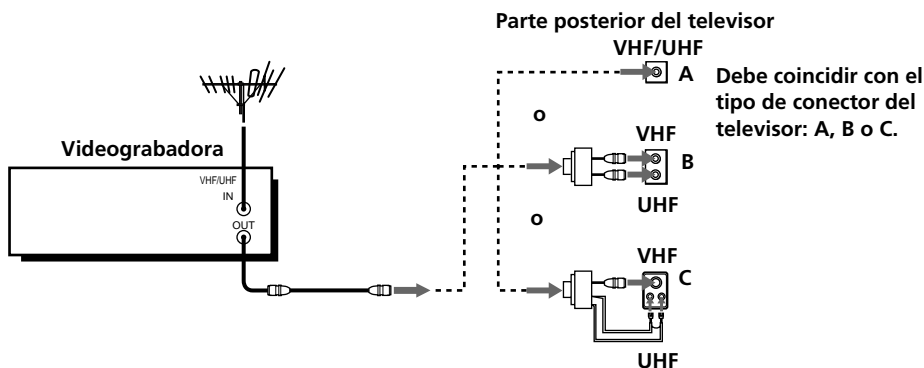 Parte posterior del televisor
VHF/UHF
A
Debe coincidir con el
tipo de conector del
televisor: A, B o C.
o
Videograbadora
VHF/UHF
IN
OUT
VHF
B
UHF
o
VHF
C
UHF